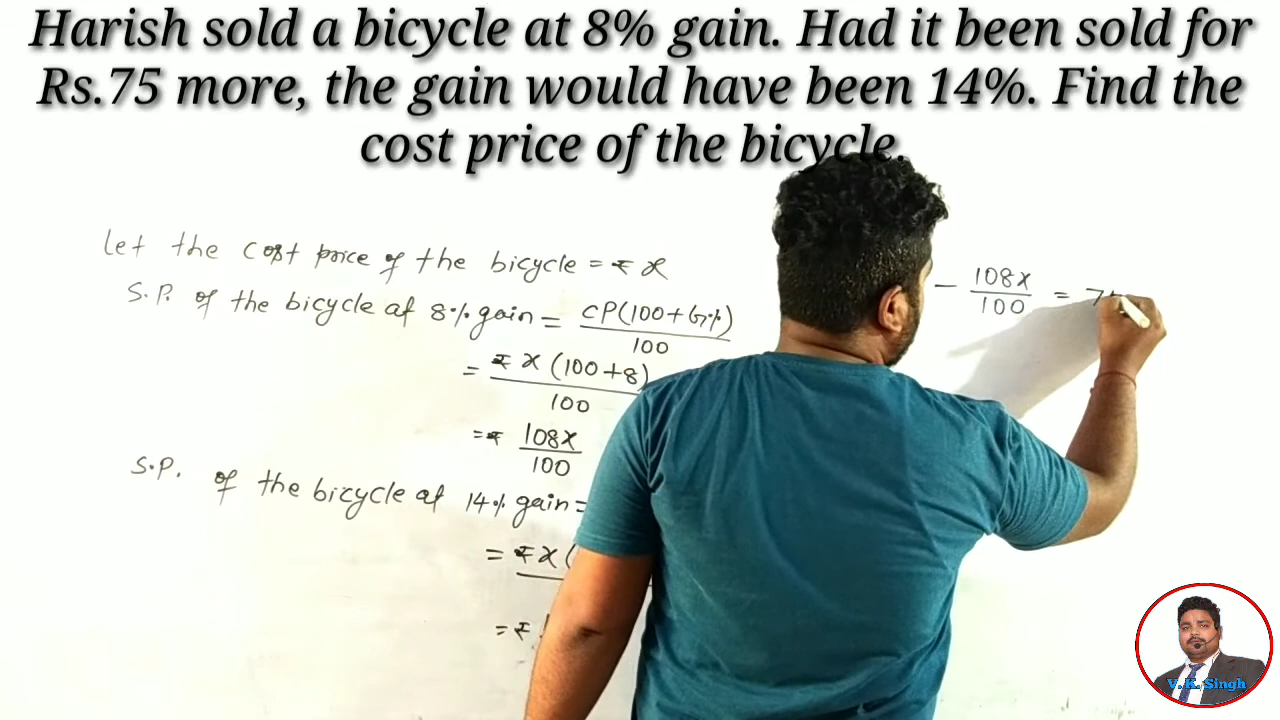 Harish sold a bicycle at 8% gain. Had it been sold for
Rs.75 more, the gain would have been 14%. Find the
cost price of the bicycle.
Let the cost price of the bicycle = ₹ x
S.P. of the bicycle at 8% gain = CP(100+G%)
100
= ₹ x (100+8)
100
= ₹ 108x
100
S.P. of the bicycle at 14% gain =
= ₹ x (
= ₹
- 108x
100
= 75
V.K. Singh